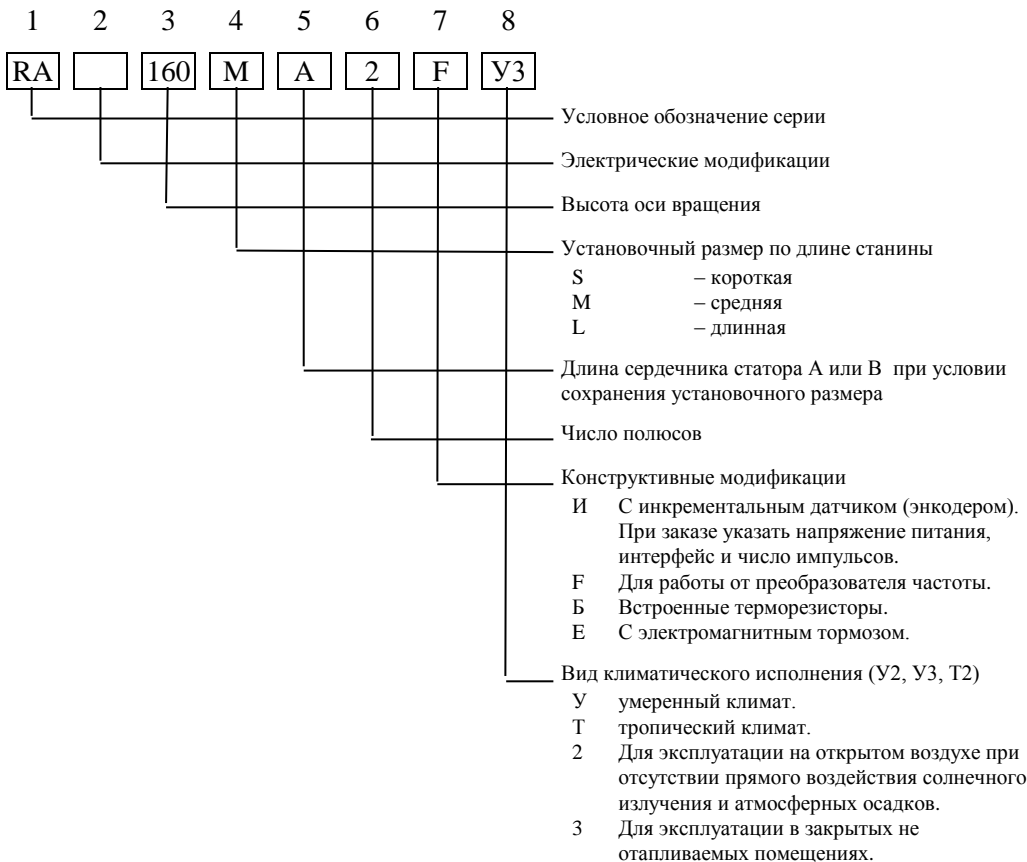 1 2 3 4 5 6 7 8
RA 160 M A 2 F У3
Условное обозначение серии
Электрические модификации
Высота оси вращения
Установочный размер по длине станины
S – короткая
M – средняя
L – длинная
Длина сердечника статора А или В при условии
сохранения установочного размера
Число полюсов
Конструктивные модификации
И С инкрементальным датчиком (энкодером).
При заказе указать напряжение питания,
интерфейс и число импульсов.
F Для работы от преобразователя частоты.
Б Встроенные терморезисторы.
Е С электромагнитным тормозом.
Вид климатического исполнения (У2, У3, Т2)
У умеренный климат.
Т тропический климат.
2 Для эксплуатации на открытом воздухе при
отсутствии прямого воздействия солнечного
излучения и атмосферных осадков.
3 Для эксплуатации в закрытых не
отапливаемых помещениях.